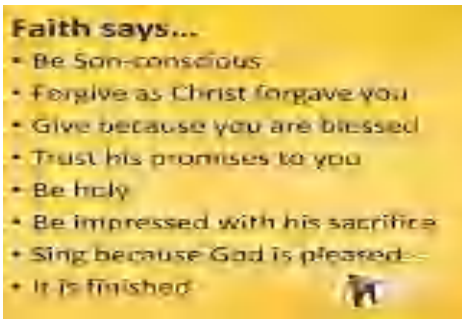 Faith says...
• Be Son-conscious
• Forgive as Christ forgave you
• Give because you are blessed
• Trust his promises to you
• Be holy
• Be impressed with his sacrifice
• Sing because God is pleased
• It is finished